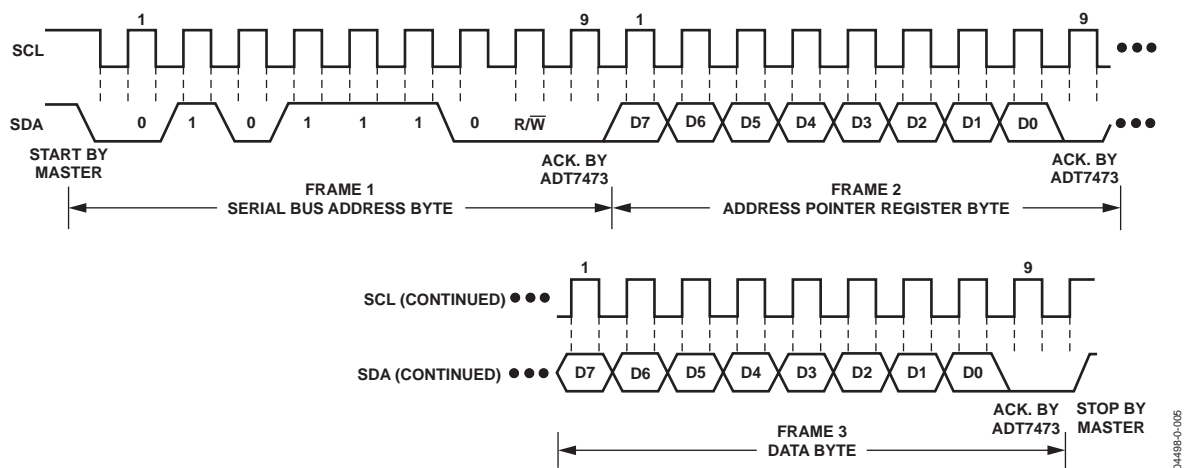 1 9 1 9
SCL
SDA 0 1 0 1 1 1 0 R/W̅ D7 D6 D5 D4 D3 D2 D1 D0
START BY
MASTER
ACK. BY
ADT7473
ACK. BY
ADT7473
FRAME 1
SERIAL BUS ADDRESS BYTE
FRAME 2
ADDRESS POINTER REGISTER BYTE
1 9
SCL (CONTINUED)
SDA (CONTINUED) D7 D6 D5 D4 D3 D2 D1 D0
ACK. BY
ADT7473
STOP BY
MASTER
FRAME 3
DATA BYTE
04498-0-005